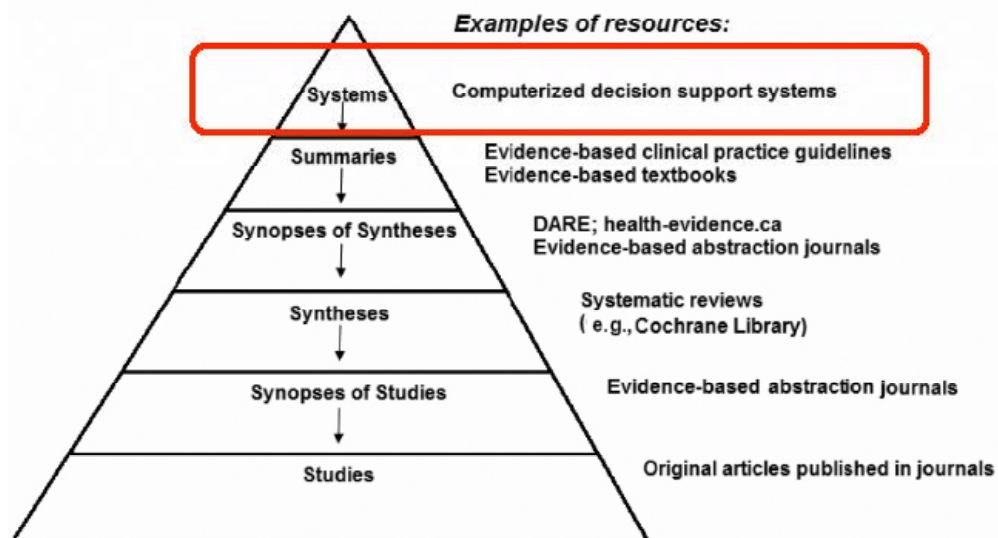 Examples of resources:
Systems
Computerized decision support systems
Summaries
Evidence-based clinical practice guidelines
Evidence-based textbooks
Synopses of Syntheses
DARE; health-evidence.ca
Evidence-based abstraction journals
Syntheses
Systematic reviews
( e.g., Cochrane Library)
Synopses of Studies
Evidence-based abstraction journals
Studies
Original articles published in journals